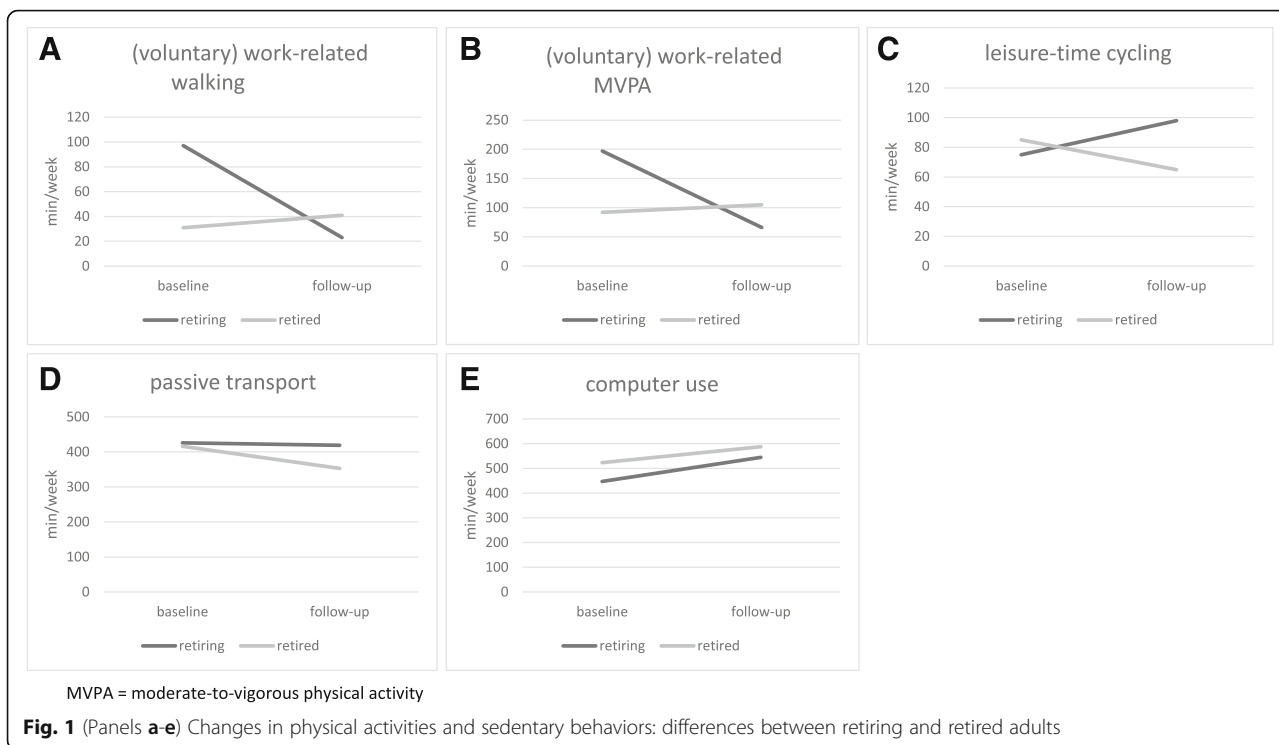 A
(voluntary) work-related
walking
120
100
80
60
40
20
0
min/week
baseline
follow-up
retiring
retired
B
(voluntary) work-related
MVPA
250
200
150
100
50
0
min/week
baseline
follow-up
retiring
retired
C
leisure-time cycling
120
100
80
60
40
20
0
min/week
baseline
follow-up
retiring
retired
D
passive transport
500
400
300
200
100
0
min/week
baseline
follow-up
retiring
retired
E
computer use
700
600
500
400
300
200
100
0
min/week
baseline
follow-up
retiring
retired
MVPA = moderate-to-vigorous physical activity
Fig. 1 (Panels a-e) Changes in physical activities and sedentary behaviors: differences between retiring and retired adults